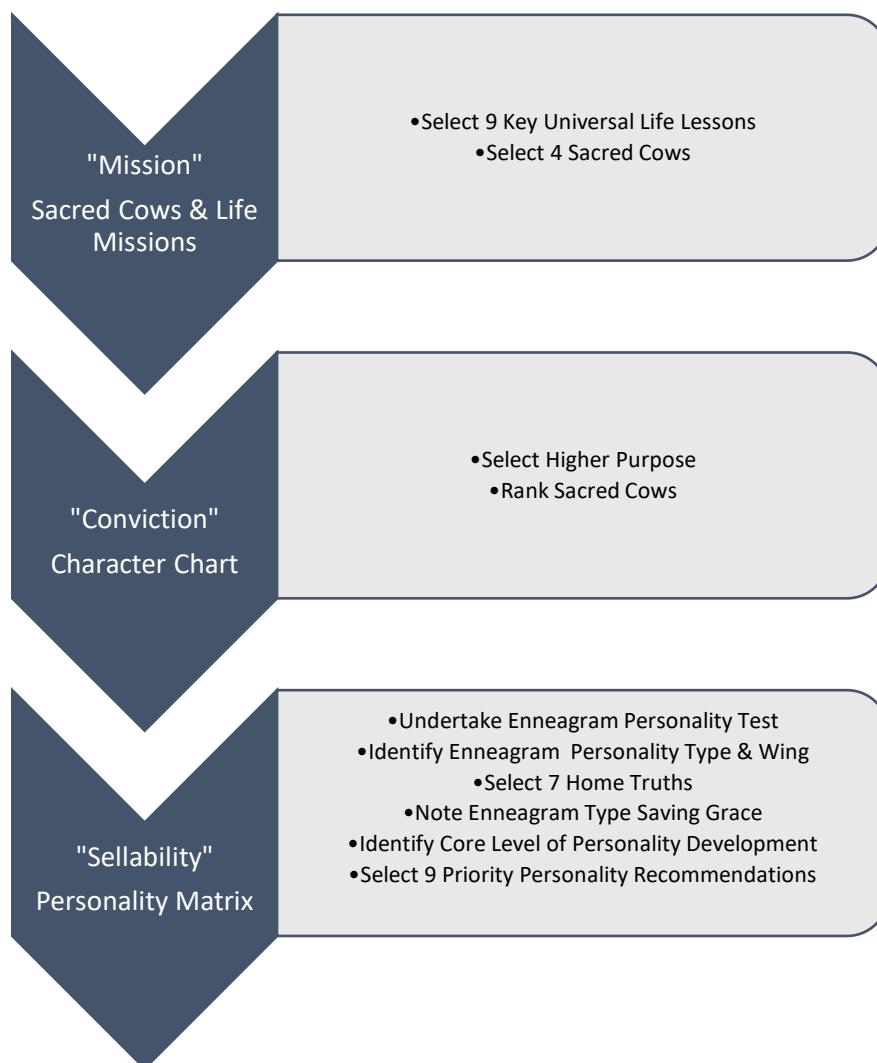 "Mission"
Sacred Cows & Life
Missions
•Select 9 Key Universal Life Lessons
•Select 4 Sacred Cows
"Conviction"
Character Chart
•Select Higher Purpose
•Rank Sacred Cows
"Sellability"
Personality Matrix
•Undertake Enneagram Personality Test
•Identify Enneagram  Personality Type & Wing
•Select 7 Home Truths
•Note Enneagram Type Saving Grace
•Identify Core Level of Personality Development
•Select 9 Priority Personality Recommendations